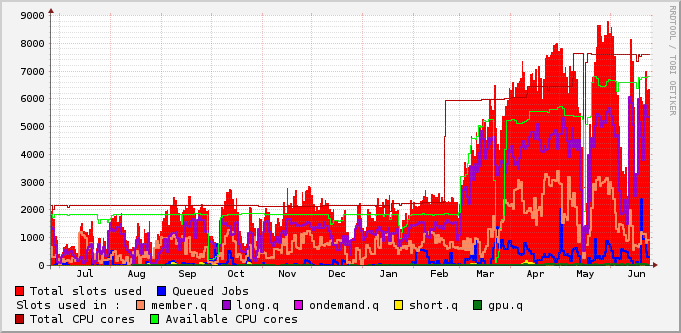 9000
8000
7000
6000
5000
4000
3000
2000
1000
0
Jul Aug Sep Oct Nov Dec Jan Feb Mar Apr May Jun
RRDTOOL / TOBI OETIKER
Total slots used Queued Jobs
Slots used in : member.q long.q ondemand.q short.q gpu.q
Total CPU cores Available CPU cores